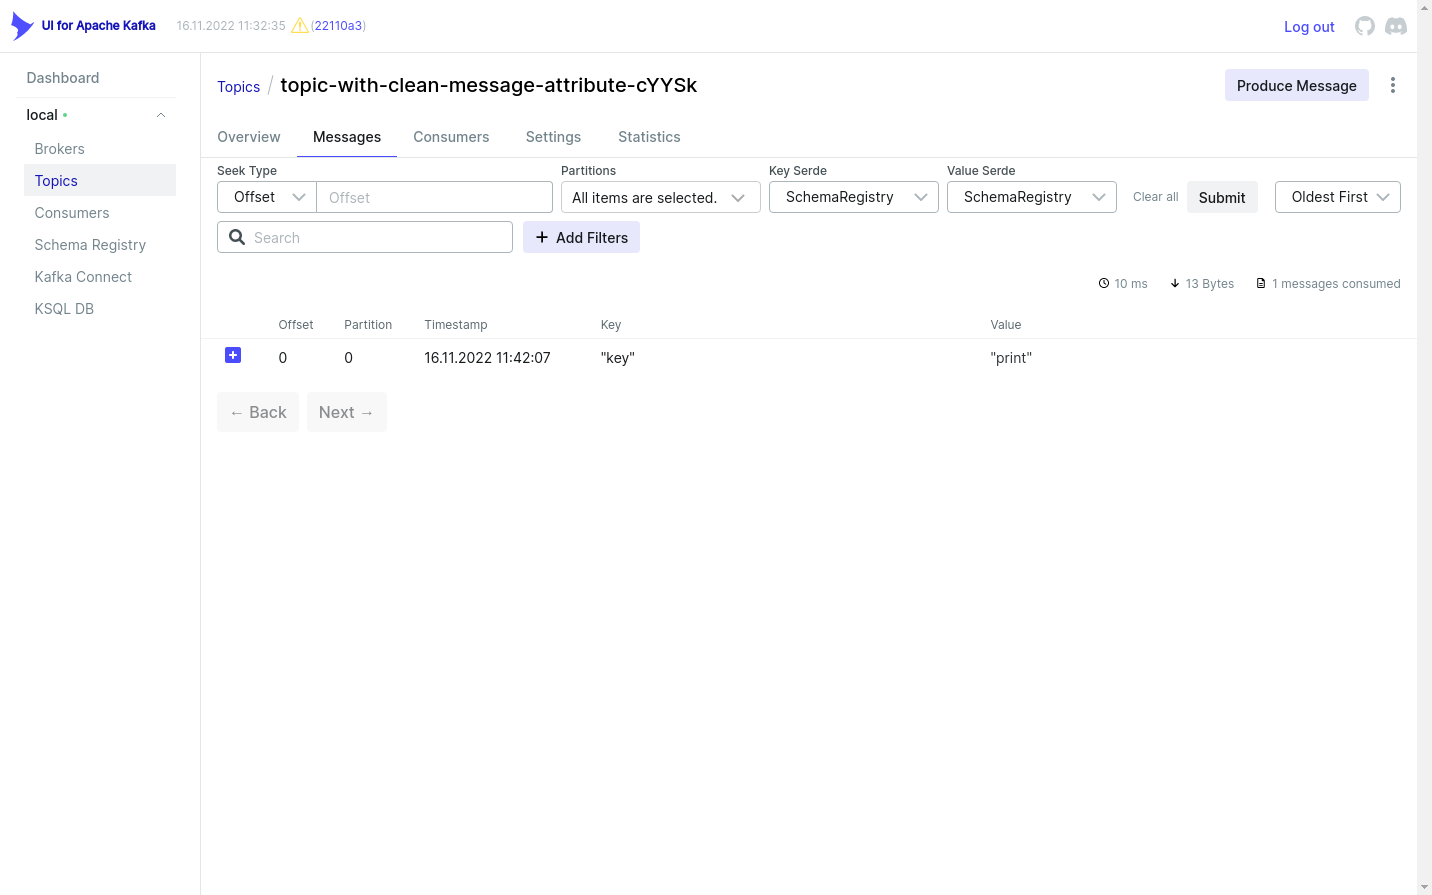 UI for Apache Kafka 16.11.2022 11:32:35 (22110a3) Log out
Dashboard
local
Brokers
Topics
Consumers
Schema Registry
Kafka Connect
KSQL DB
Topics / topic-with-clean-message-attribute-cYYSk Produce Message
Overview Messages Consumers Settings Statistics
Seek Type Partitions Key Serde Value Serde
Offset Offset All items are selected. SchemaRegistry SchemaRegistry Clear all Submit Oldest First
Search + Add Filters
10 ms 13 Bytes 1 messages consumed
Offset Partition Timestamp Key Value
0 0 16.11.2022 11:42:07 "key" "print"
← Back Next →